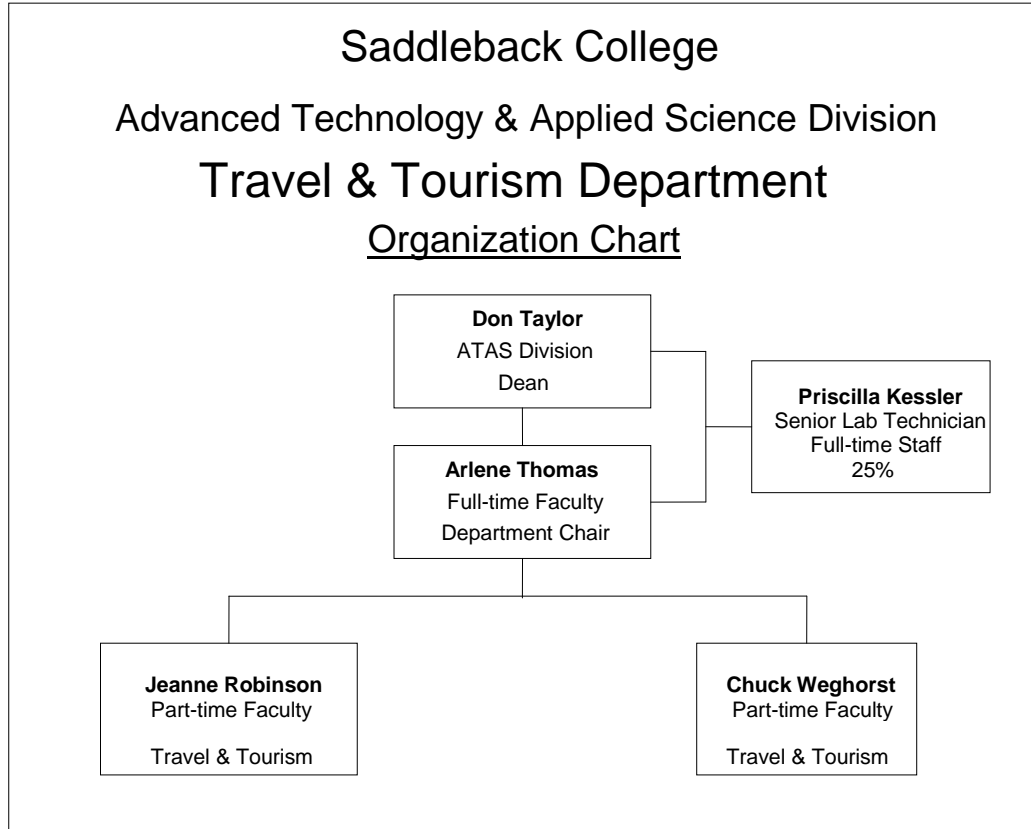 Saddleback College
Advanced Technology & Applied Science Division
Travel & Tourism Department
Organization Chart
Don Taylor
ATAS Division
Dean
Priscilla Kessler
Senior Lab Technician
Full-time Staff
25%
Arlene Thomas
Full-time Faculty
Department Chair
Jeanne Robinson
Part-time Faculty
Travel & Tourism
Chuck Weghorst
Part-time Faculty
Travel & Tourism